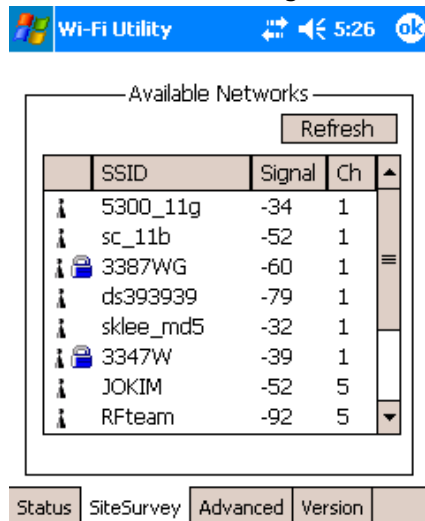 Wi-Fi Utility 5:26 ok
Available Networks
Refresh
SSID Signal Ch
5300_11g -34 1
sc_11b -52 1
3387WG -60 1
ds393939 -79 1
sklee_md5 -32 1
3347W -39 1
JOKIM -52 5
RFteam -92 5
Status SiteSurvey Advanced Version